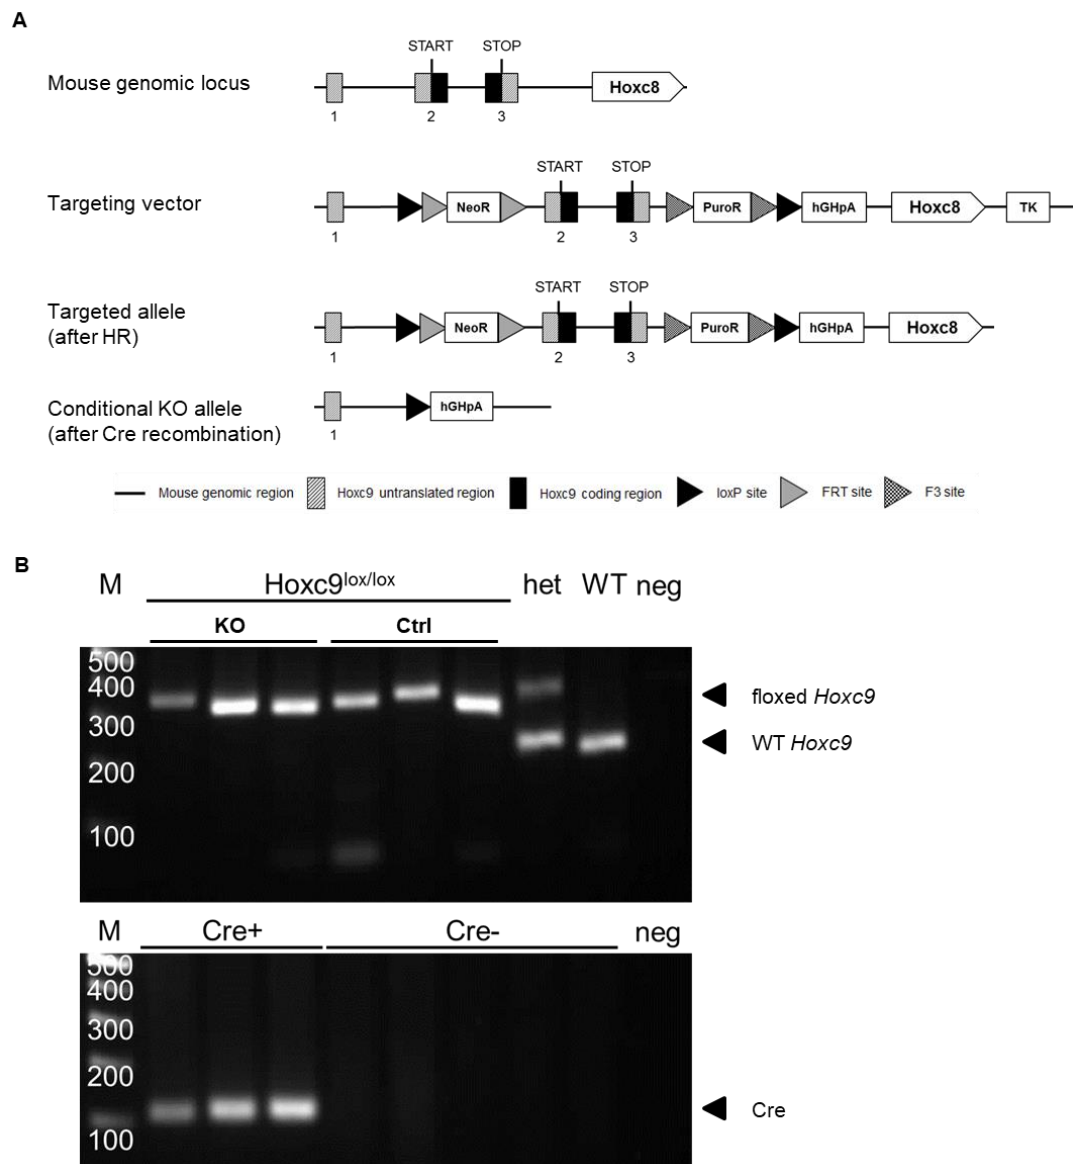 A
START STOP
Mouse genomic locus
Hoxc8
1 2 3
START STOP
Targeting vector
NeoR PuroR hGHpA Hoxc8 TK
1 2 3
START STOP
Targeted allele
(after HR)
NeoR PuroR hGHpA Hoxc8
1 2 3
Conditional KO allele
(after Cre recombination)
hGHpA
1
Mouse genomic region Hoxc9 untranslated region Hoxc9 coding region loxP site FRT site F3 site
B
M Hoxc9lox/lox het WT neg
KO Ctrl
500
400
floxed Hoxc9
300
WT Hoxc9
200
100
M Cre+ Cre- neg
500
400
300
200
Cre
100